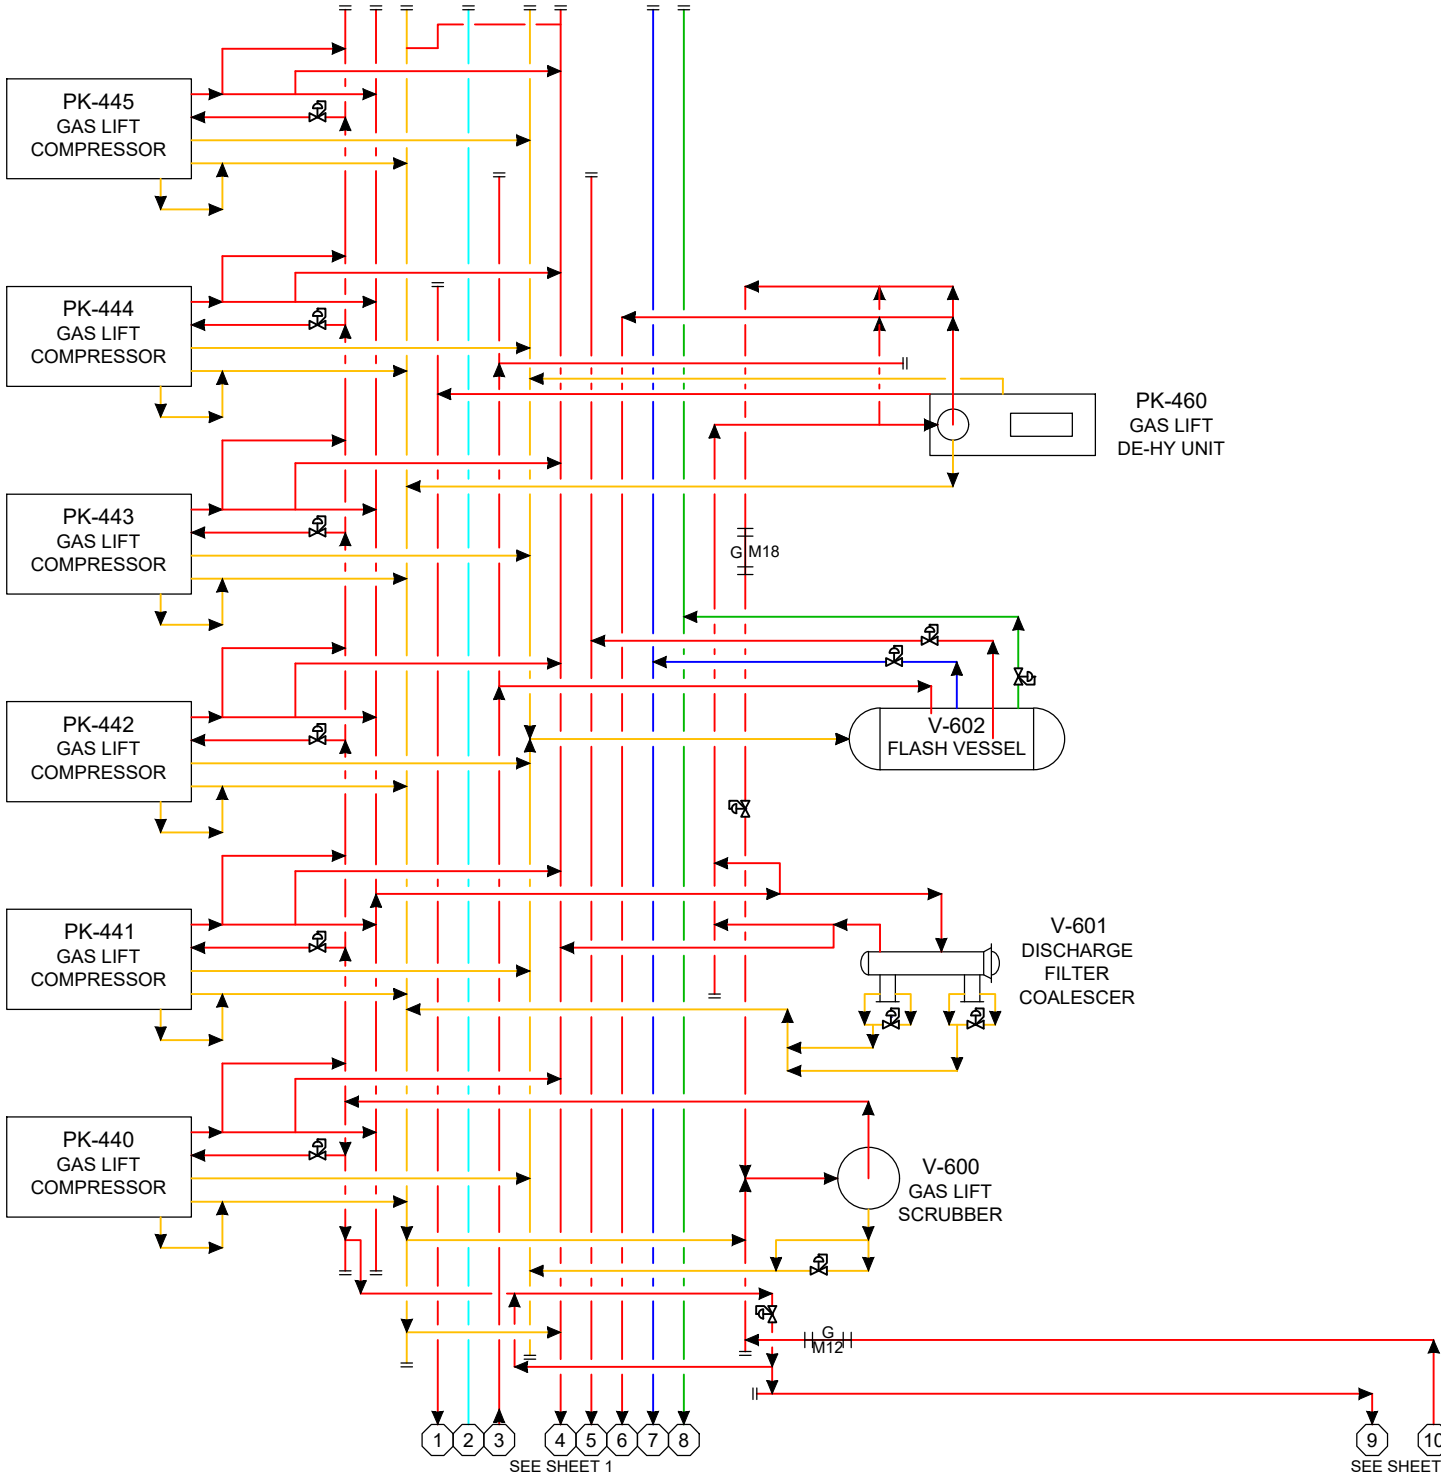 PK-445
GAS LIFT
COMPRESSOR
PK-444
GAS LIFT
COMPRESSOR
PK-460
GAS LIFT
DE-HY UNIT
PK-443
GAS LIFT
COMPRESSOR
G M18
PK-442
GAS LIFT
COMPRESSOR
V-602
FLASH VESSEL
PK-441
GAS LIFT
COMPRESSOR
V-601
DISCHARGE
FILTER
COALESCER
PK-440
GAS LIFT
COMPRESSOR
V-600
GAS LIFT
SCRUBBER
G
M12
1 2 3 4 5 6 7 8 9 10
SEE SHEET 1
SEE SHEET